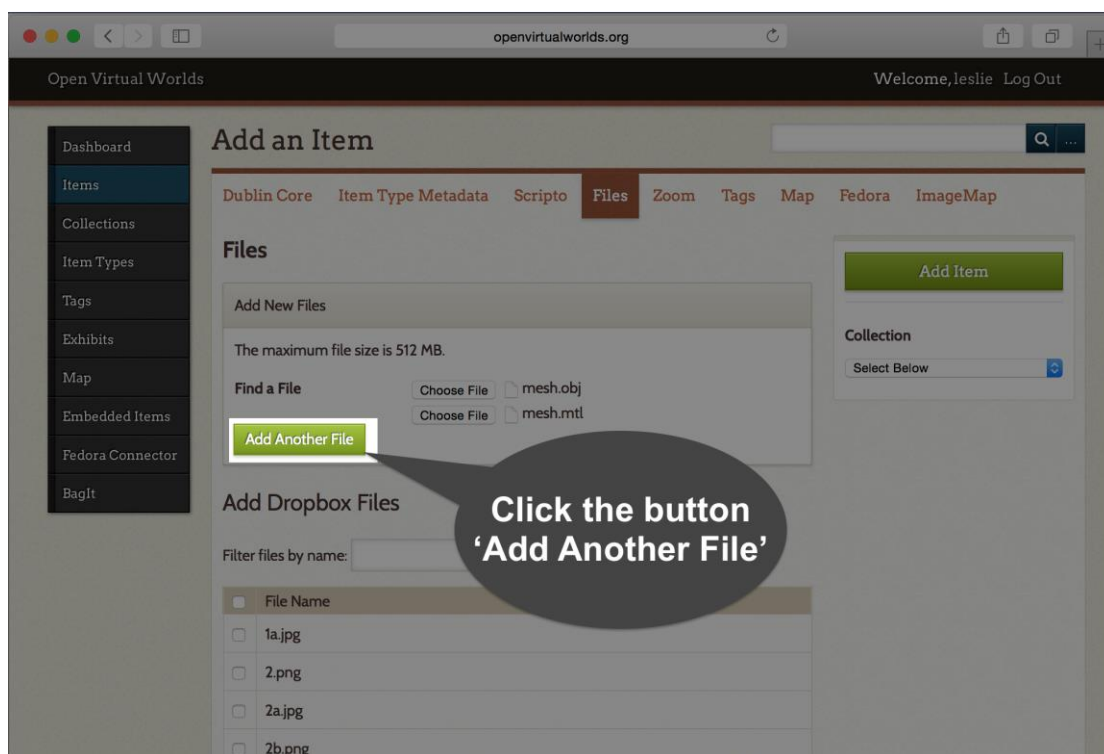 openvirtualworlds.org
Open Virtual Worlds
Welcome, leslie Log Out
Dashboard
Items
Collections
Item Types
Tags
Exhibits
Map
Embedded Items
Fedora Connector
BagIt
Add an Item
...
Dublin Core Item Type Metadata Scripto Files Zoom Tags Map Fedora ImageMap
Files
Add New Files
The maximum file size is 512 MB.
Find a File
Choose File mesh.obj
Choose File mesh.mtl
Add Another File
Click the button
‘Add Another File’
Add Dropbox Files
Filter files by name:
File Name
1a.jpg
2.png
2a.jpg
2b.png
Add Item
Collection
Select Below